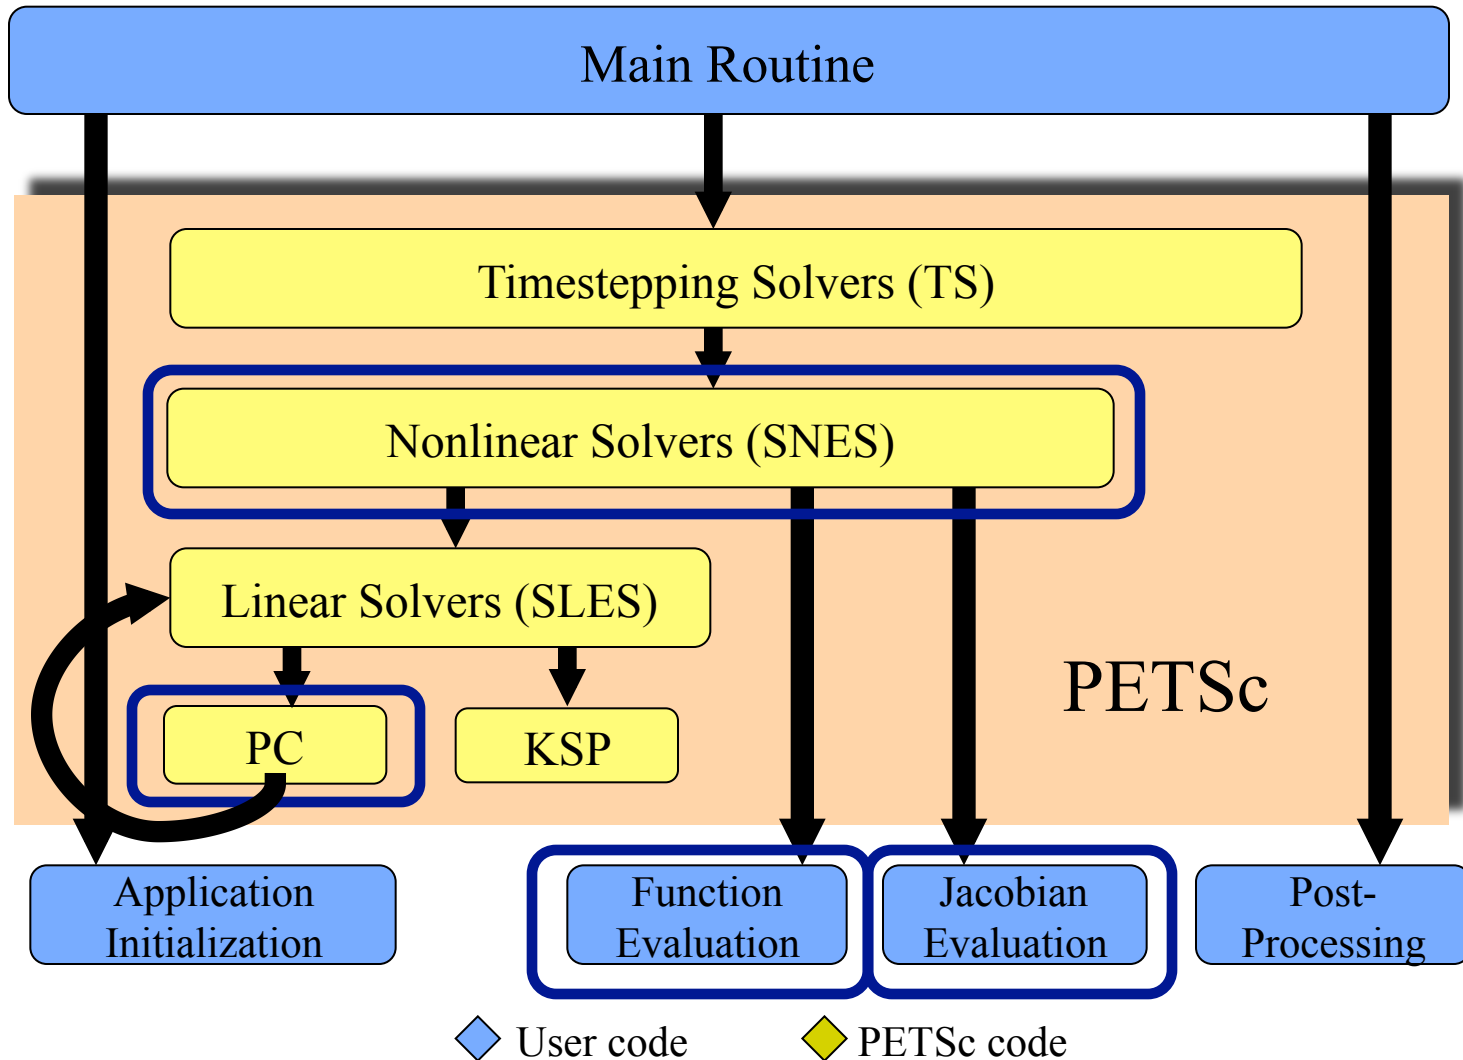 Main Routine
Timestepping Solvers (TS)
Nonlinear Solvers (SNES)
Linear Solvers (SLES)
PETSc
PC
KSP
Application
Initialization
Function
Evaluation
Jacobian
Evaluation
Post-
Processing
User code
PETSc code